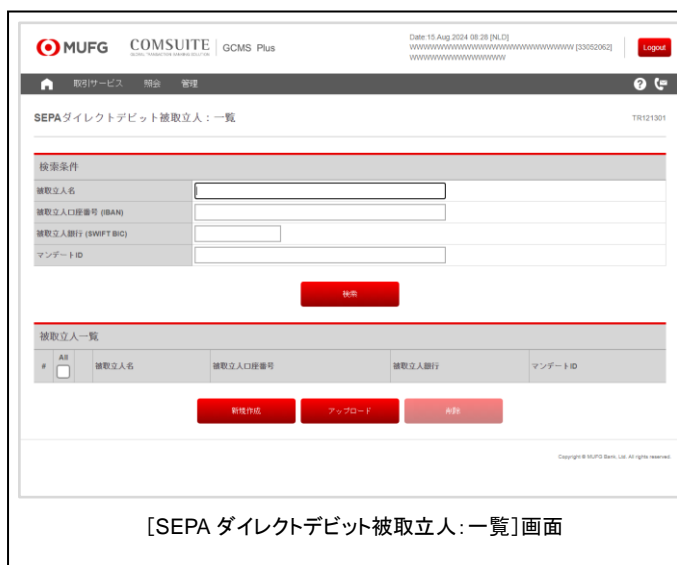 MUFG COMSUITE GCMS Plus
Date:15 Aug 2024 08:28 [NLD]
WWWWWWWWWWWWWWWWWWWWWWWWWWWWWW [33052062]
WWWWWWWWWWWWWWWWWW
Logout
取引サービス 照会 管理
SEPAダイレクトデビット被取立人：一覧
TR121301
検索条件
被取立人名
被取立人口座番号 (IBAN)
被取立人銀行 (SWIFT BIC)
マンデートID
検索
被取立人一覧
# All 被取立人名 被取立人口座番号 被取立人銀行 マンデートID
新規作成 アップロード 削除
Copyright © MUFG Bank, Ltd. All rights reserved.
[SEPA ダイレクトデビット被取立人：一覧]画面